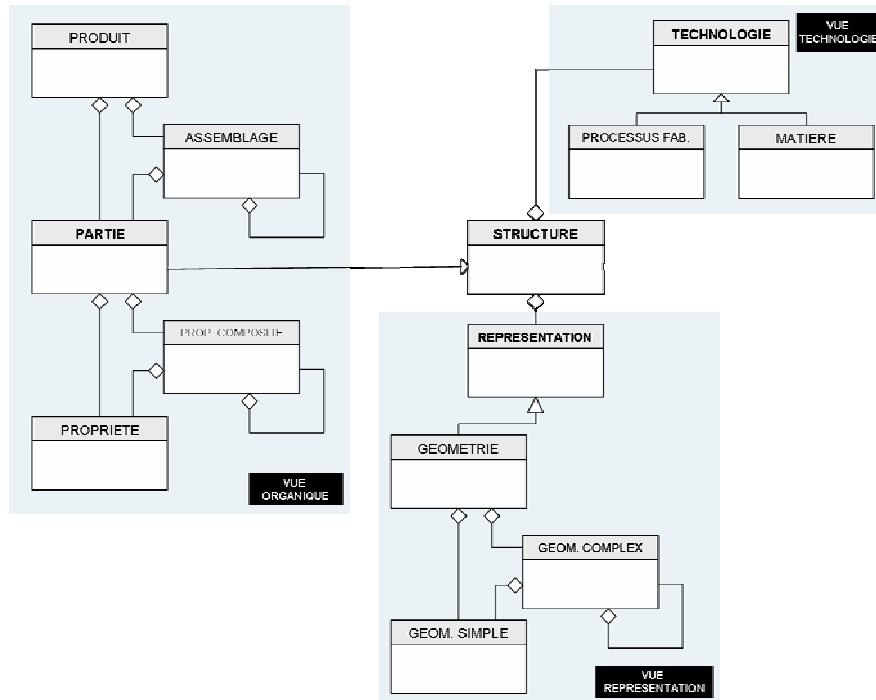 PRODUIT
ASSEMBLAGE
PARTIE
PROP. COMPOSITE
PROPRIETE
VUE
ORGANIQUE
TECHNOLOGIE
VUE
TECHNOLOGIE
PROCESSUS FAB.
MATIERE
STRUCTURE
REPRESENTATION
GEOMETRIE
GEOM. COMPLEX
GEOM. SIMPLE
VUE
REPRESENTATION